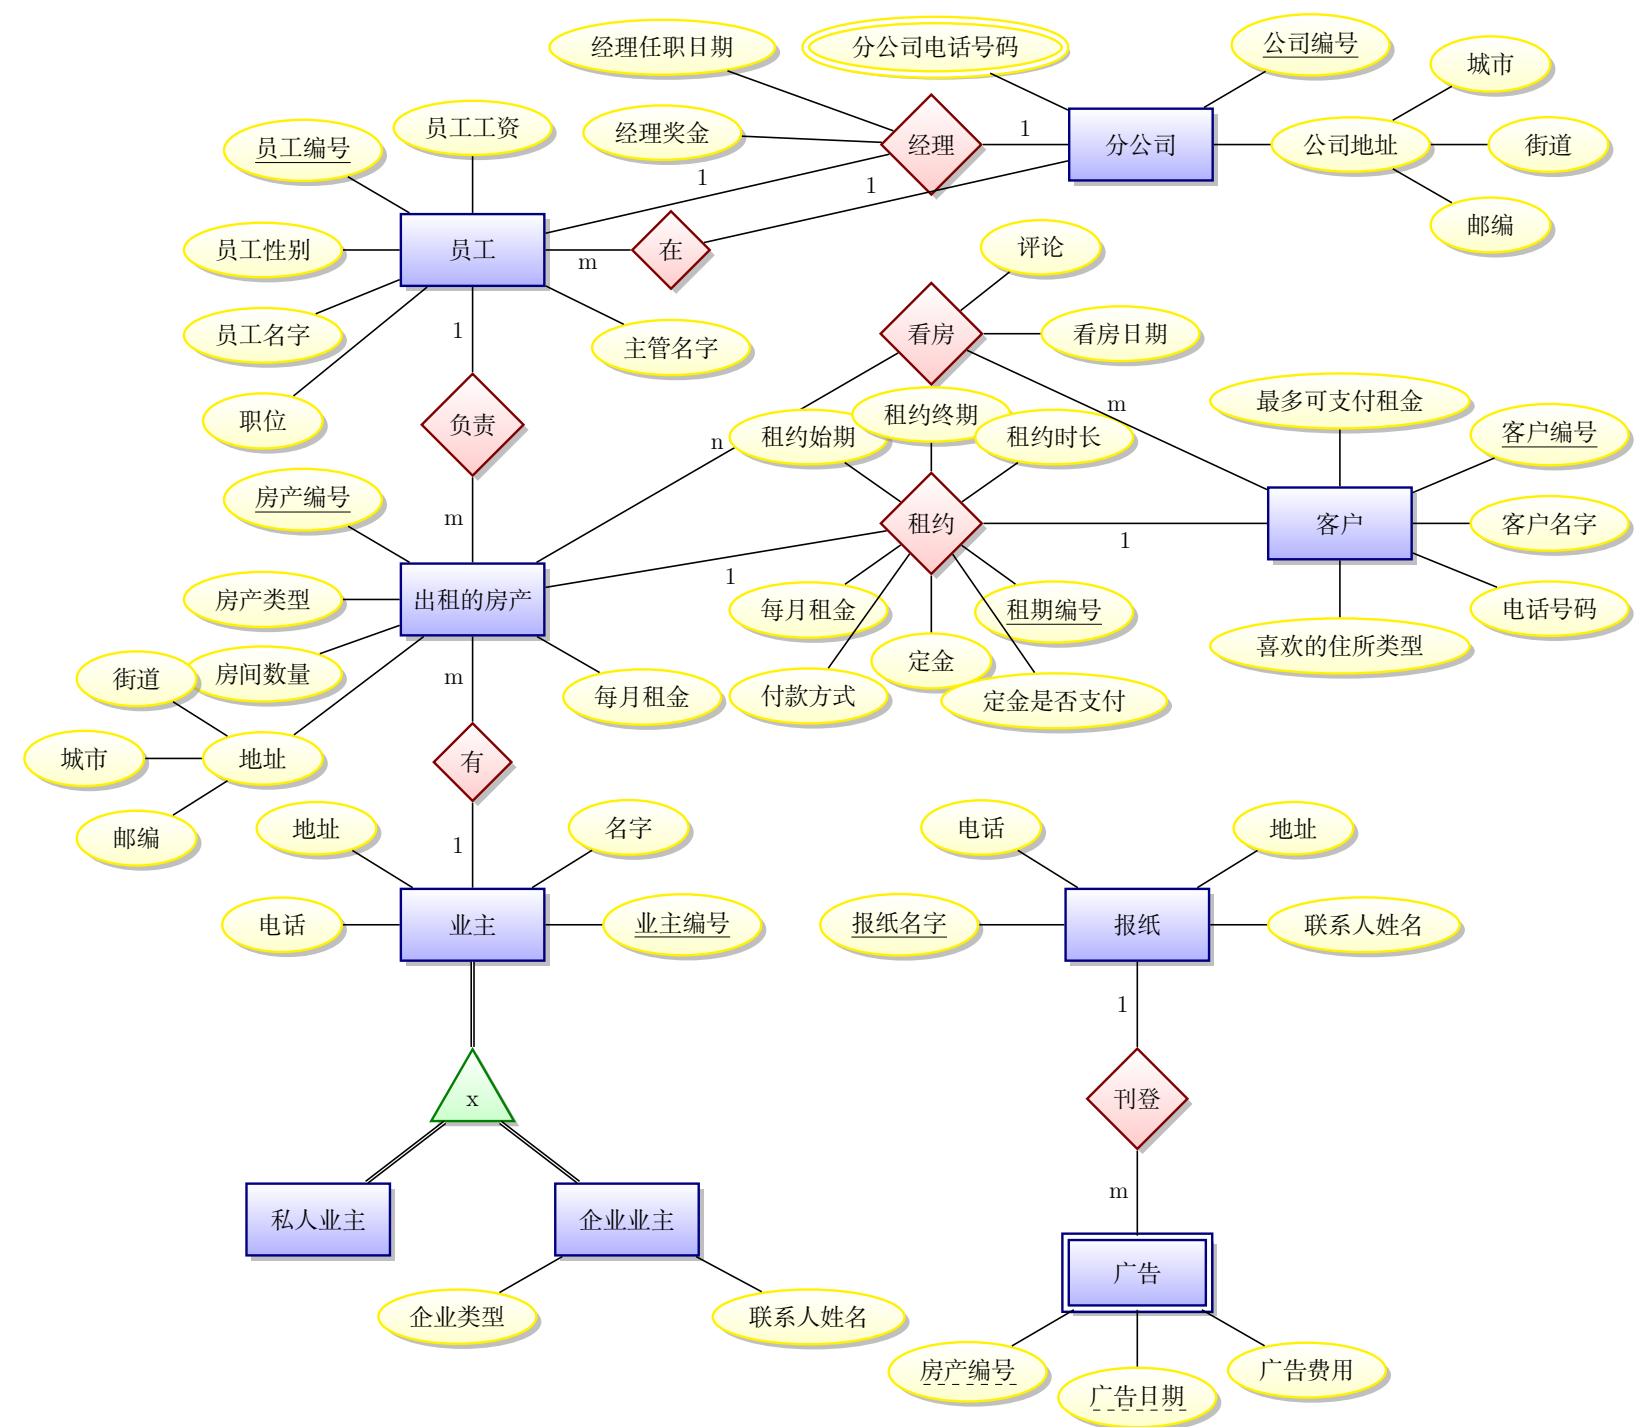 经理任职日期
分公司电话号码
公司编号
城市
员工编号
员工工资
经理奖金
经理
1
分公司
公司地址
街道
1
1
邮编
员工性别
员工
m
在
评论
员工名字
1
主管名字
看房
看房日期
职位
负责
n
租约始期
租约终期
租约时长
m
最多可支付租金
客户编号
房产编号
m
租约
1
客户
客户名字
房产类型
出租的房产
1
每月租金
租期编号
电话号码
街道
房间数量
m
每月租金
付款方式
定金
定金是否支付
喜欢的住所类型
城市
地址
有
邮编
地址
1
名字
电话
地址
电话
业主
业主编号
报纸名字
报纸
联系人姓名
1
x
刊登
m
私人业主
企业业主
广告
企业类型
联系人姓名
房产编号
广告日期
广告费用